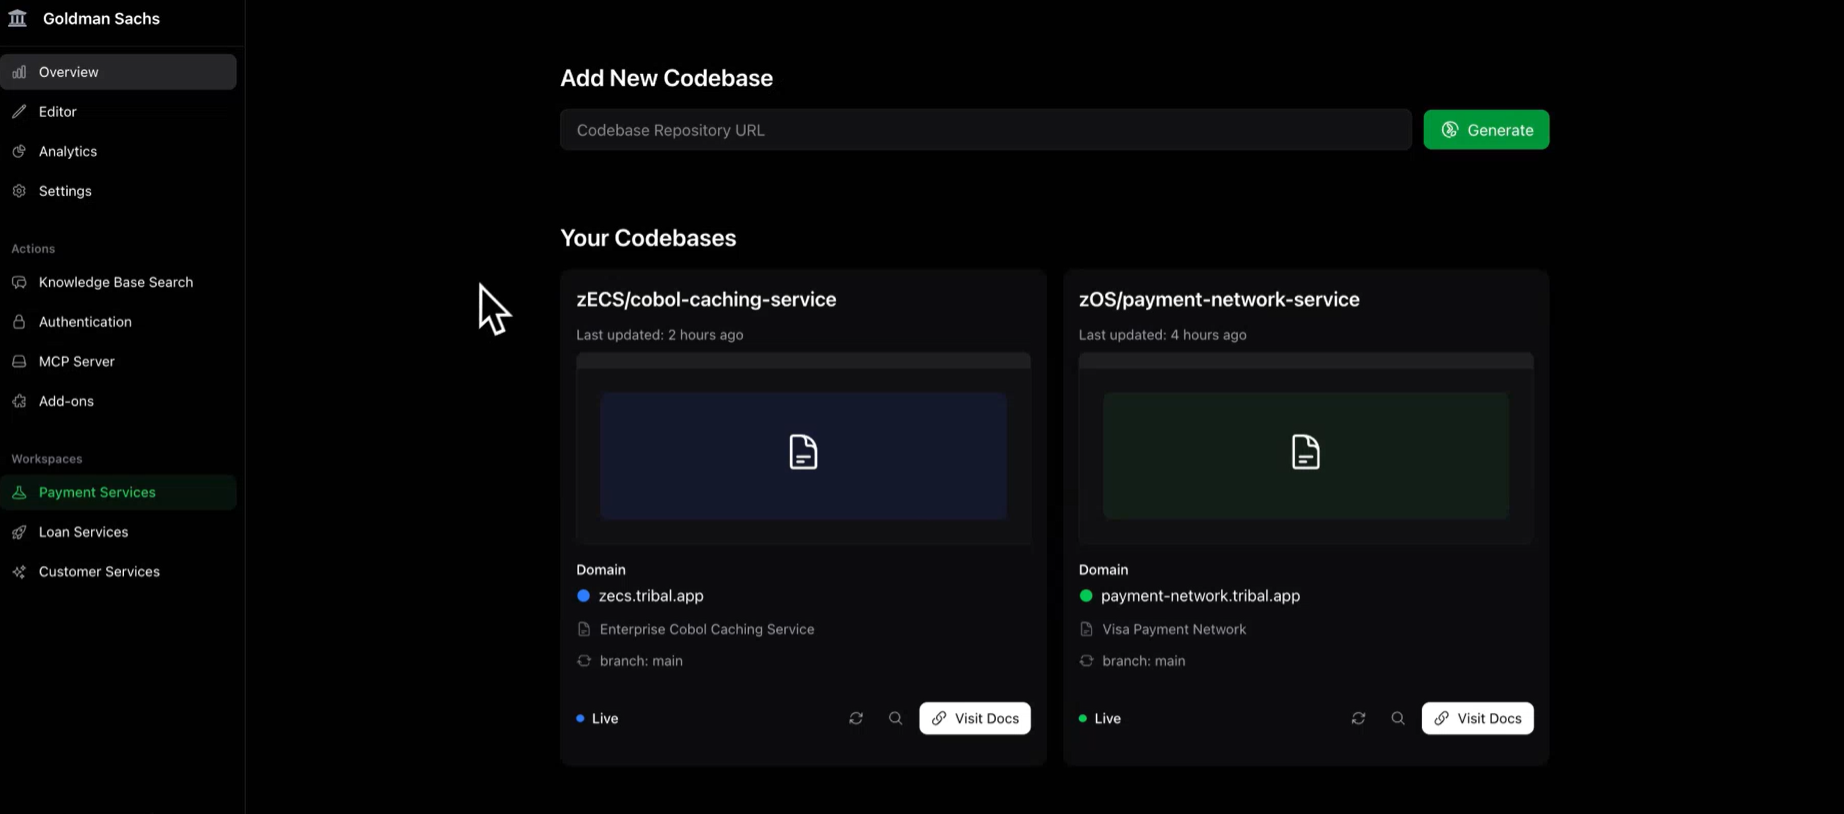 Goldman Sachs
Overview
Editor
Analytics
Settings
Actions
Knowledge Base Search
Authentication
MCP Server
Add-ons
Workspaces
Payment Services
Loan Services
Customer Services
Add New Codebase
Codebase Repository URL
Generate
Your Codebases
zECS/cobol-caching-service
Last updated: 2 hours ago
Domain
zecs.tribal.app
Enterprise Cobol Caching Service
branch: main
Live
Visit Docs
zOS/payment-network-service
Last updated: 4 hours ago
Domain
payment-network.tribal.app
Visa Payment Network
branch: main
Live
Visit Docs